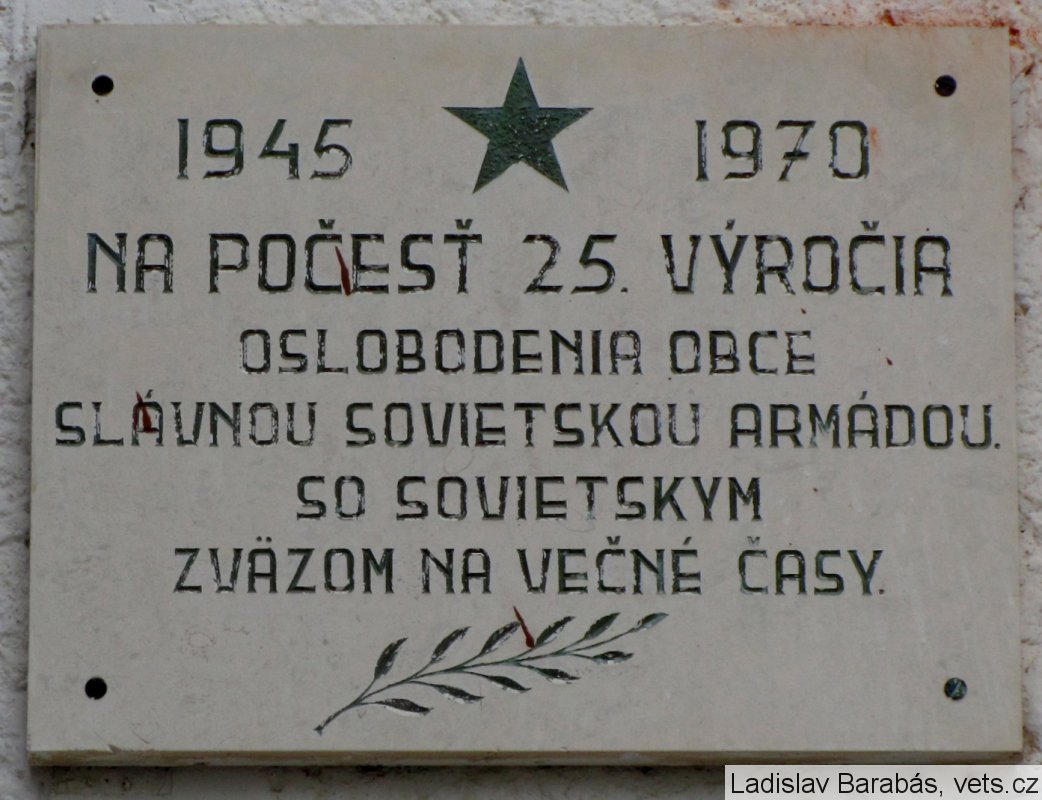 1945 1970
NA POČESŤ 25. VÝROČIA
OSLOBODENIA OBCE
SLÁVNOU SOVIETSKOU ARMÁDOU.
SO SOVIETSKYM
ZVÄZOM NA VEČNÉ ČASY.
Ladislav Barabás, vets.cz